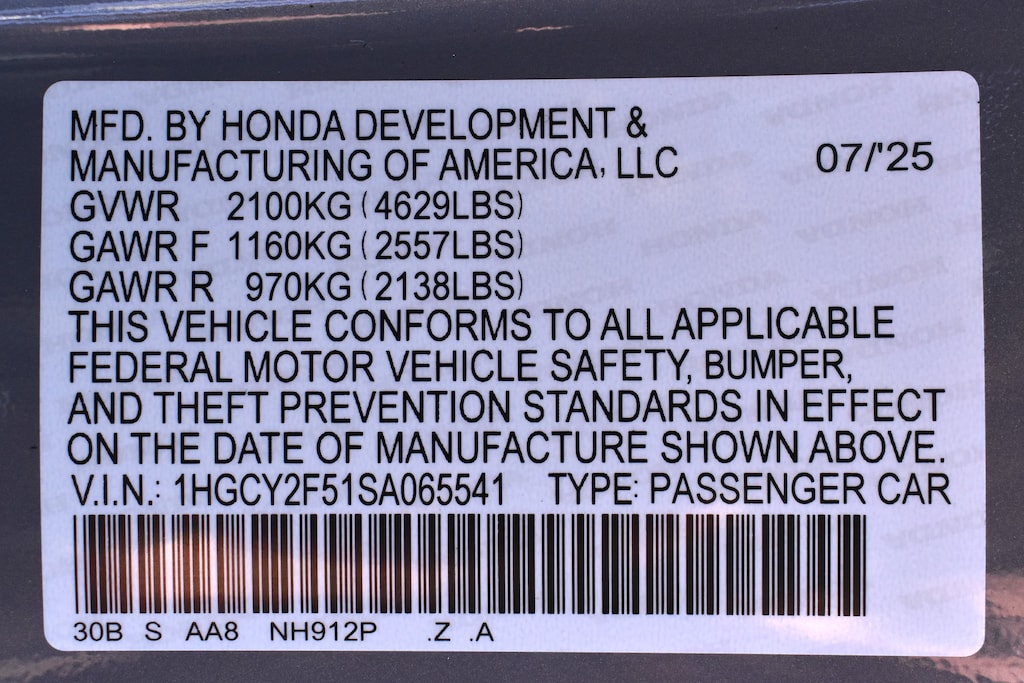 MFD. BY HONDA DEVELOPMENT &
MANUFACTURING OF AMERICA, LLC 07/'25
GVWR 2100KG (4629LBS)
GAWR F 1160KG (2557LBS)
GAWR R 970KG (2138LBS)
THIS VEHICLE CONFORMS TO ALL APPLICABLE
FEDERAL MOTOR VEHICLE SAFETY, BUMPER,
AND THEFT PREVENTION STANDARDS IN EFFECT
ON THE DATE OF MANUFACTURE SHOWN ABOVE.
V.I.N.: 1HGCY2F51SA065541 TYPE: PASSENGER CAR
30B S AA8 NH912P .Z .A